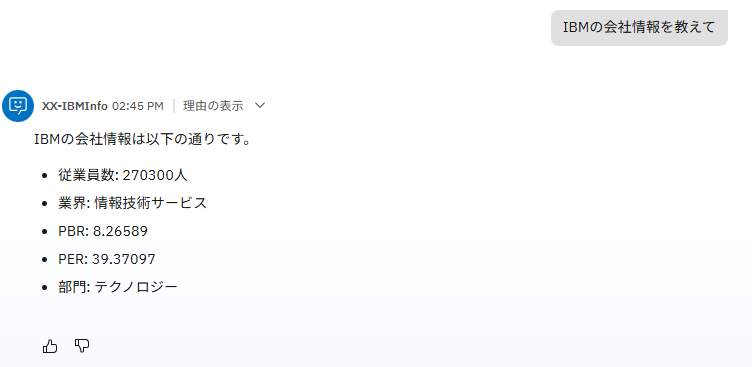 IBMの会社情報を教えて
XX-IBMInfo 02:45 PM | 理由の表示
IBMの会社情報は以下の通りです。
• 従業員数: 270300人
• 業界: 情報技術サービス
• PBR: 8.26589
• PER: 39.37097
• 部門: テクノロジー